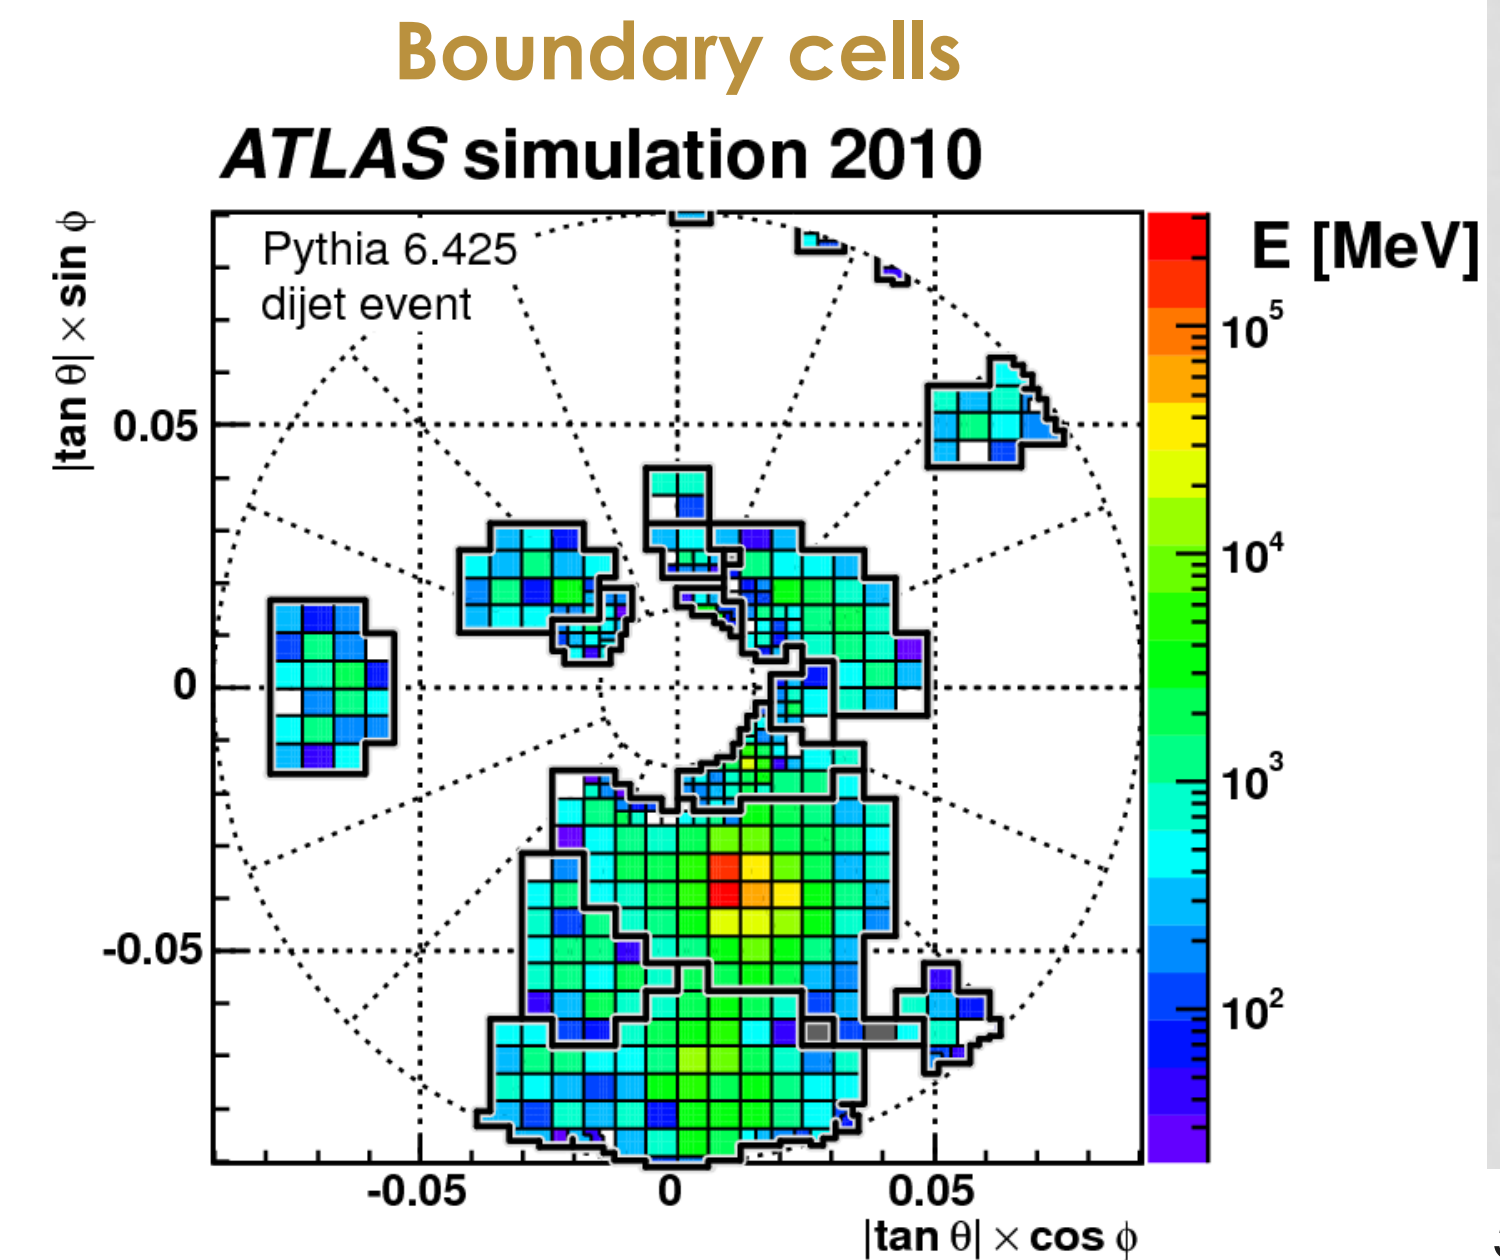 Boundary cells
ATLAS simulation 2010
|tan θ| × sin ϕ
Pythia 6.425
dijet event
E [MeV]
10⁵
10⁴
10³
10²
0.05
0
-0.05
-0.05
0
0.05
|tan θ| × cos ϕ